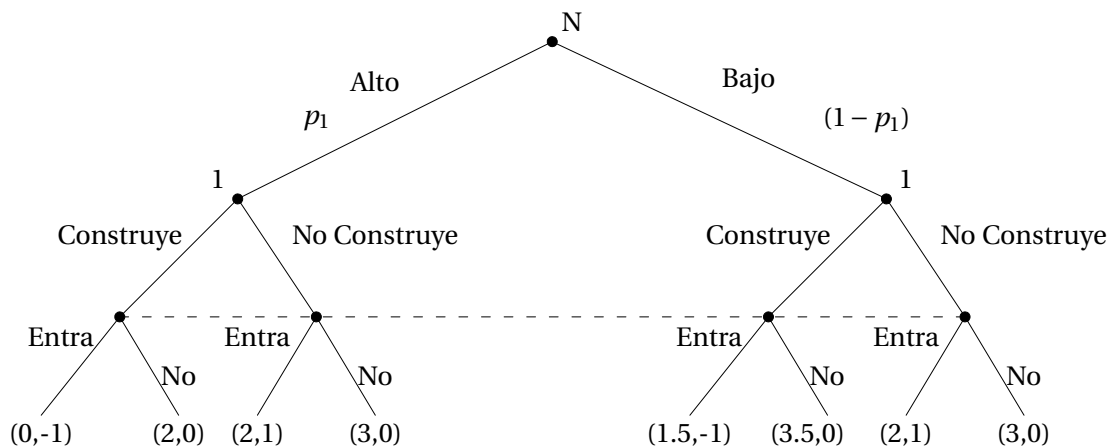 N
Alto
Bajo
p₁
(1 − p₁)
1
1
Construye
No Construye
Construye
No Construye
Entra
Entra
Entra
Entra
No
No
No
No
(0,-1)
(2,0)
(2,1)
(3,0)
(1.5,-1)
(3.5,0)
(2,1)
(3,0)